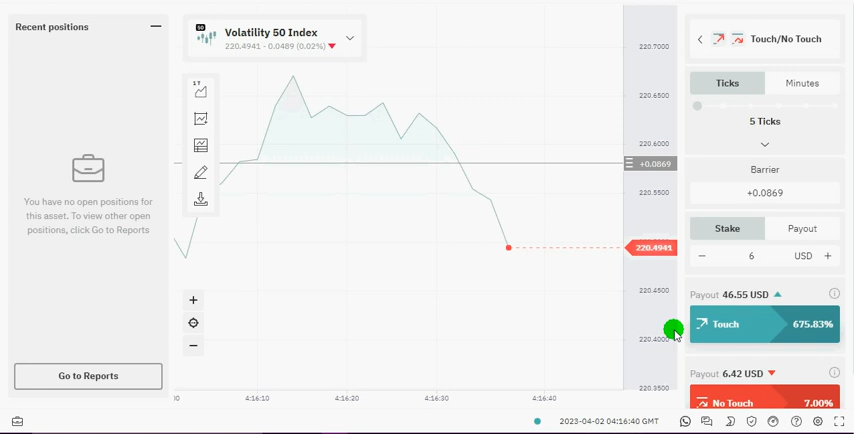 Recent positions
You have no open positions for
this asset. To view other open
positions, click Go to Reports
Go to Reports
50
Volatility 50 Index
220.4941 - 0.0489 (0.02%)
1 T
220.7000
220.6500
220.6000
+0.0869
220.5500
220.4941
220.4500
220.4000
220.3500
4:16:10
4:16:20
4:16:30
4:16:40
Touch/No Touch
Ticks
Minutes
5 Ticks
Barrier
+0.0869
Stake
Payout
− 6 USD +
Payout 46.55 USD
Touch 675.83%
Payout 6.42 USD
No Touch 7.00%
2023-04-02 04:16:40 GMT